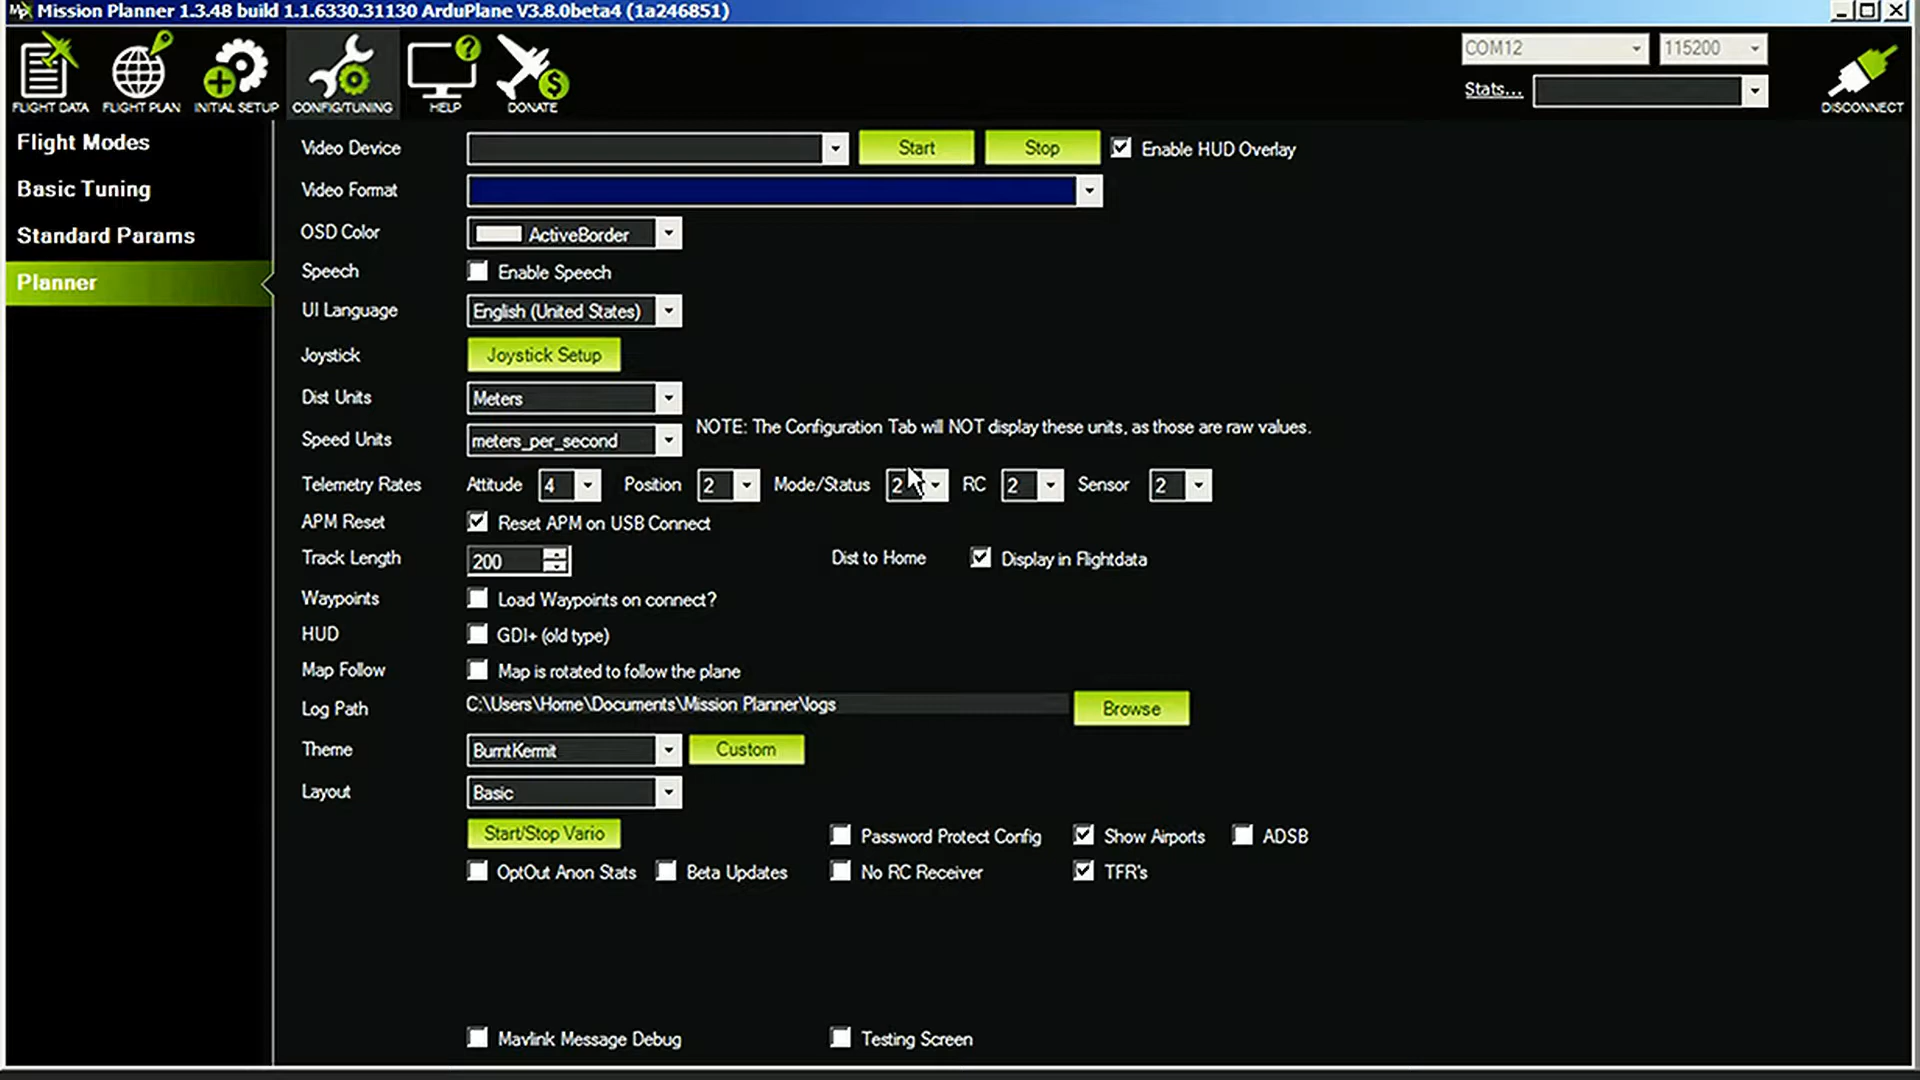 Mission Planner 1.3.48 build 1.1.6330.31130 ArduPlane V3.8.0beta4 (1a246851)
FLIGHT DATA FLIGHT PLAN INITIAL SETUP CONFIG/TUNING HELP DONATE
COM12 115200
Stats...
DISCONNECT
Flight Modes
Basic Tuning
Standard Params
Planner
Video Device Start Stop Enable HUD Overlay
Video Format
OSD Color ActiveBorder
Speech Enable Speech
UI Language English (United States)
Joystick Joystick Setup
Dist Units Meters
NOTE: The Configuration Tab will NOT display these units, as those are raw values.
Speed Units meters_per_second
Telemetry Rates Attitude 4 Position 2 Mode/Status 2 RC 2 Sensor 2
APM Reset Reset APM on USB Connect
Track Length 200 Dist to Home Display in Flightdata
Waypoints Load Waypoints on connect?
HUD GDI+ (old type)
Map Follow Map is rotated to follow the plane
Log Path C:\Users\Home\Documents\Mission Planner\logs Browse
Theme BurntKermit Custom
Layout Basic
Start/Stop Vario Password Protect Config Show Airports ADSB
OptOut Anon Stats Beta Updates No RC Receiver TFR's
Mavlink Message Debug Testing Screen